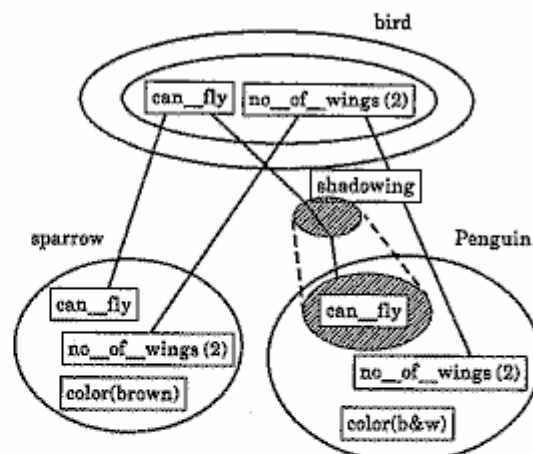 bird
can__fly
no__of__wings (2)
shadowing
sparrow
Penguin
can__fly
can__fly
no__of__wings (2)
no__of__wings (2)
color(brown)
color(b&w)